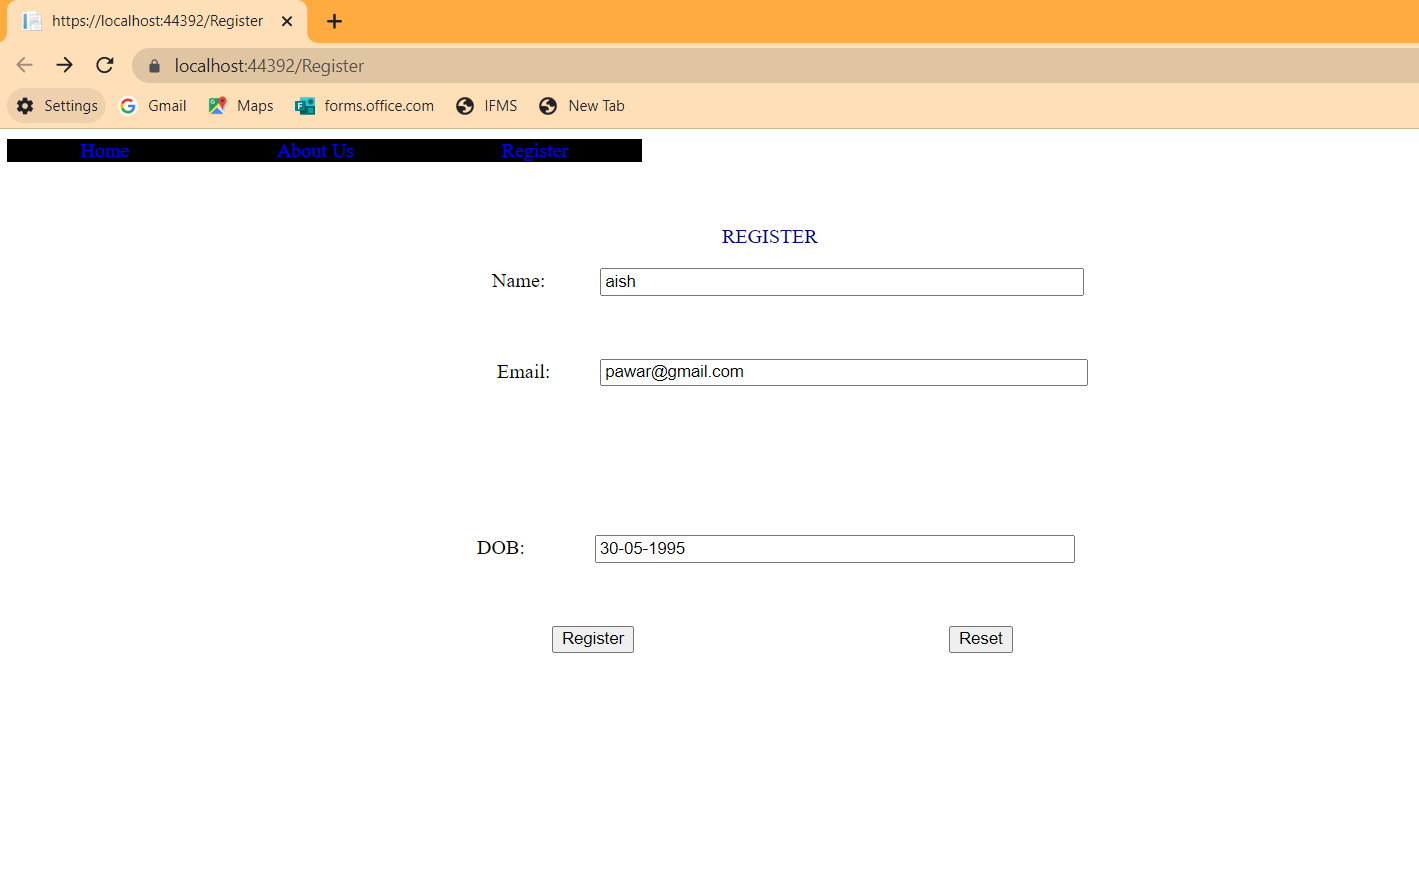 https://localhost:44392/Register
localhost:44392/Register
Settings Gmail Maps forms.office.com IFMS New Tab
Home About Us Register
REGISTER
Name: aish
Email: pawar@gmail.com
DOB: 30-05-1995
Register Reset